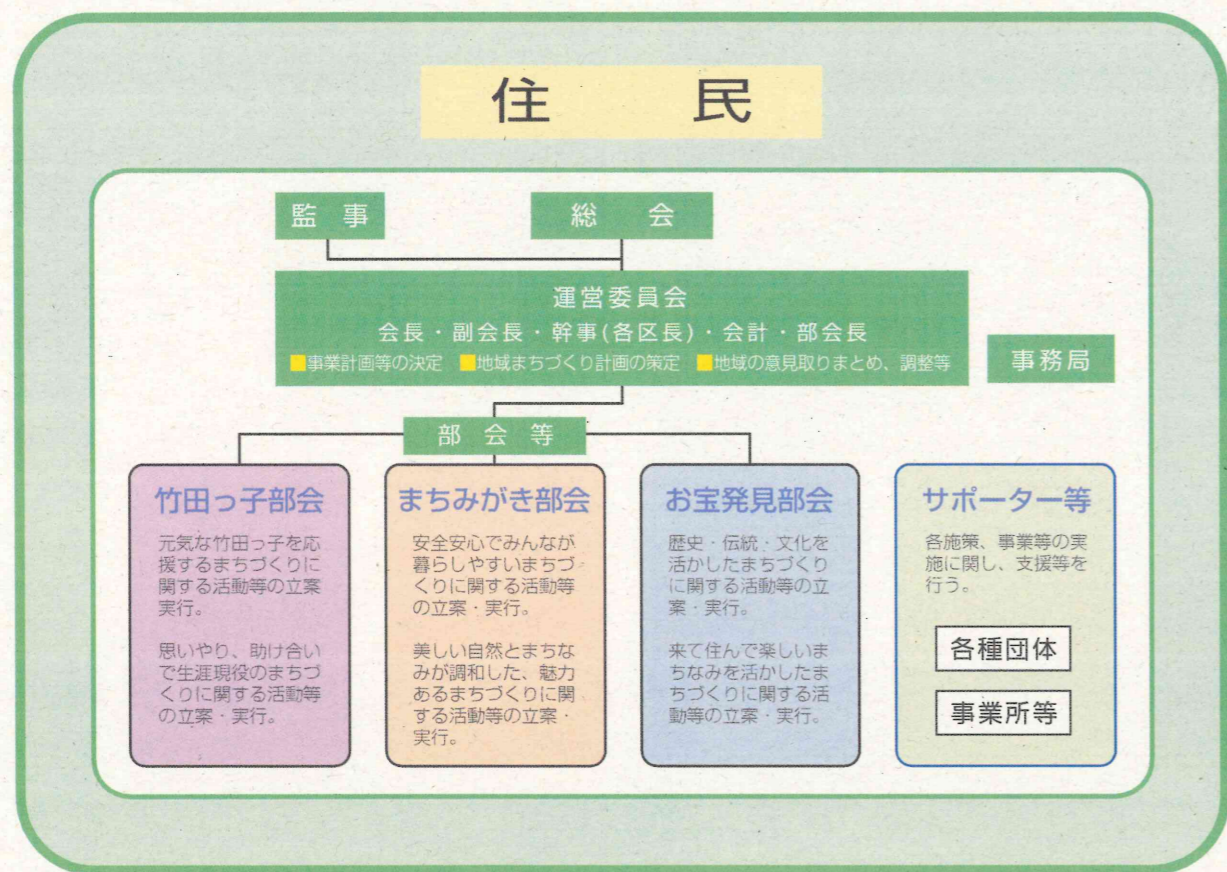 住　民
監　事
総　会
運営委員会
会長・副会長・幹事(各区長)・会計・部会長
■事業計画等の決定　■地域まちづくり計画の策定　■地域の意見取りまとめ、調整等
事務局
部　会　等
竹田っ子部会
元気な竹田っ子を応
援するまちづくりに
関する活動等の立案
実行。
思いやり、助け合い
で生涯現役のまちづ
くりに関する活動等
の立案・実行。
まちみがき部会
安全安心でみんなが
暮らしやすいまちづ
くりに関する活動等
の立案・実行。
美しい自然とまちな
みが調和した、魅力
あるまちづくりに関
する活動等の立案・
実行。
お宝発見部会
歴史・伝統・文化を
活かしたまちづくり
に関する活動等の立
案・実行。
来て住んで楽しいま
ちなみを活かしたま
ちづくりに関する活
動等の立案・実行。
サポーター等
各施策、事業等の実
施に関し、支援等を
行う。
各種団体
事業所等